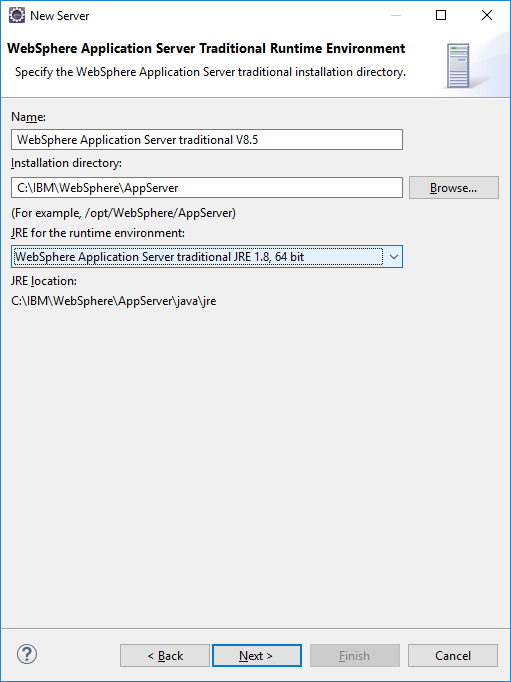 New Server
WebSphere Application Server Traditional Runtime Environment
Specify the WebSphere Application Server traditional installation directory.
Name:
WebSphere Application Server traditional V8.5
Installation directory:
C:\IBM\WebSphere\AppServer
Browse...
(For example, /opt/WebSphere/AppServer)
JRE for the runtime environment:
WebSphere Application Server traditional JRE 1.8, 64 bit
JRE location:
C:\IBM\WebSphere\AppServer\java\jre
?
< Back
Next >
Finish
Cancel